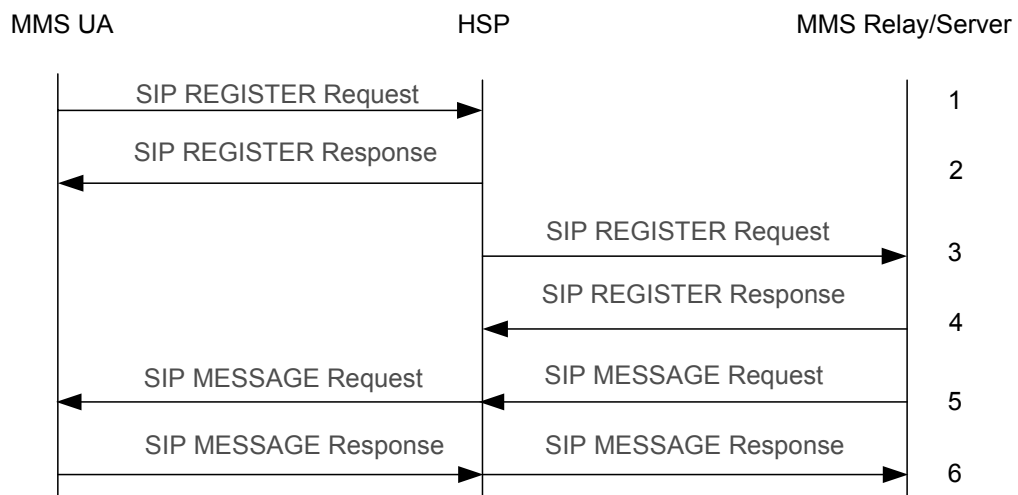 MMS UA
HSP
MMS Relay/Server
SIP REGISTER Request
1
SIP REGISTER Response
2
SIP REGISTER Request
3
SIP REGISTER Response
4
SIP MESSAGE Request
SIP MESSAGE Request
5
SIP MESSAGE Response
SIP MESSAGE Response
6